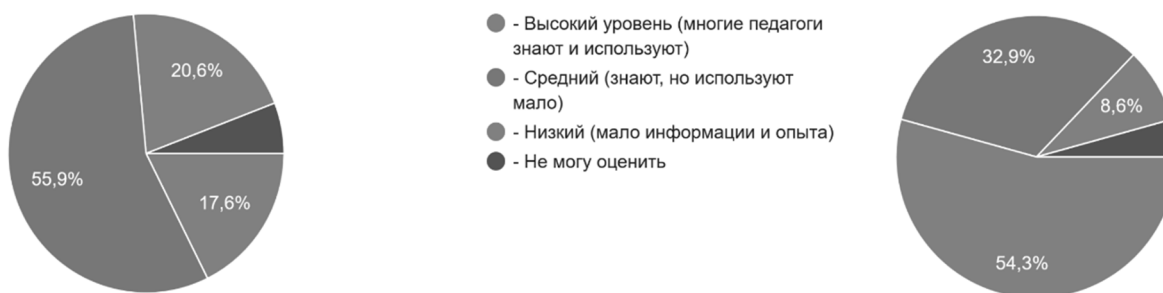 20,6%
55,9%
17,6%
- Высокий уровень (многие педагоги
знают и используют)
- Средний (знают, но используют
мало)
- Низкий (мало информации и опыта)
- Не могу оценить
32,9%
8,6%
54,3%